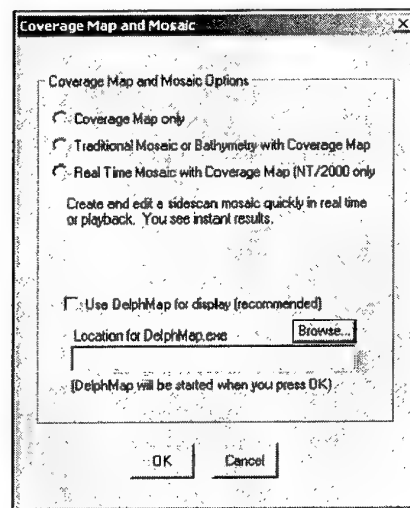 Coverage Map and Mosaic
Coverage Map and Mosaic Options
Coverage Map only
Traditional Mosaic or Bathymetry with Coverage Map
Real Time Mosaic with Coverage Map (NT/2000 only
Create and edit a sidescan mosaic quickly in real time
or playback. You see instant results.
Use DelphMap for display (recommended)
Location for DelphMap.exe
Browse...
(DelphMap will be started when you press OK)
OK
Cancel